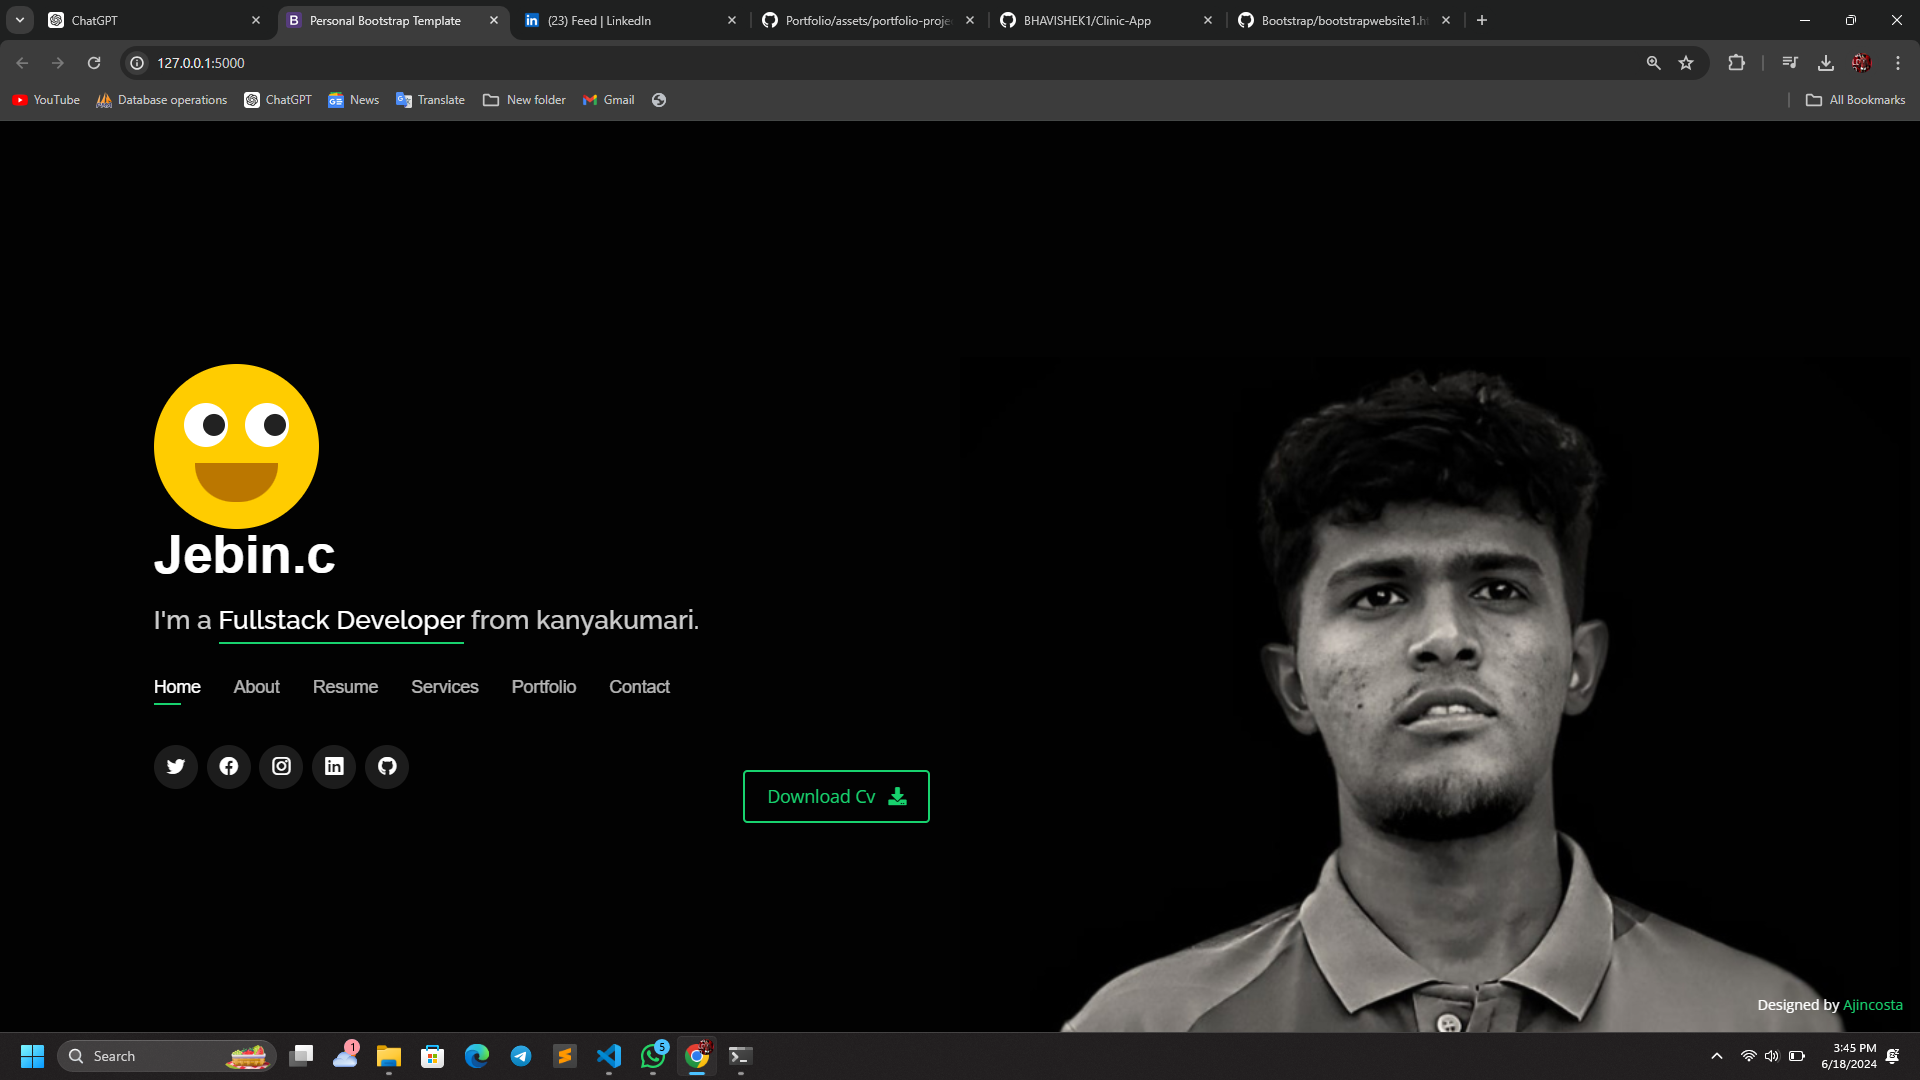 ChatGPT
Personal Bootstrap Template
(23) Feed | LinkedIn
Portfolio/assets/portfolio-proje
BHAVISHEK1/Clinic-App
Bootstrap/bootstrapwebsite1.h
127.0.0.1:5000
YouTube
Database operations
ChatGPT
News
Translate
New folder
Gmail
All Bookmarks
Jebin.c
I'm a Fullstack Developer from kanyakumari.
Home About Resume Services Portfolio Contact
Download Cv
Designed by Ajincosta
Search
1
5
3:45 PM
6/18/2024